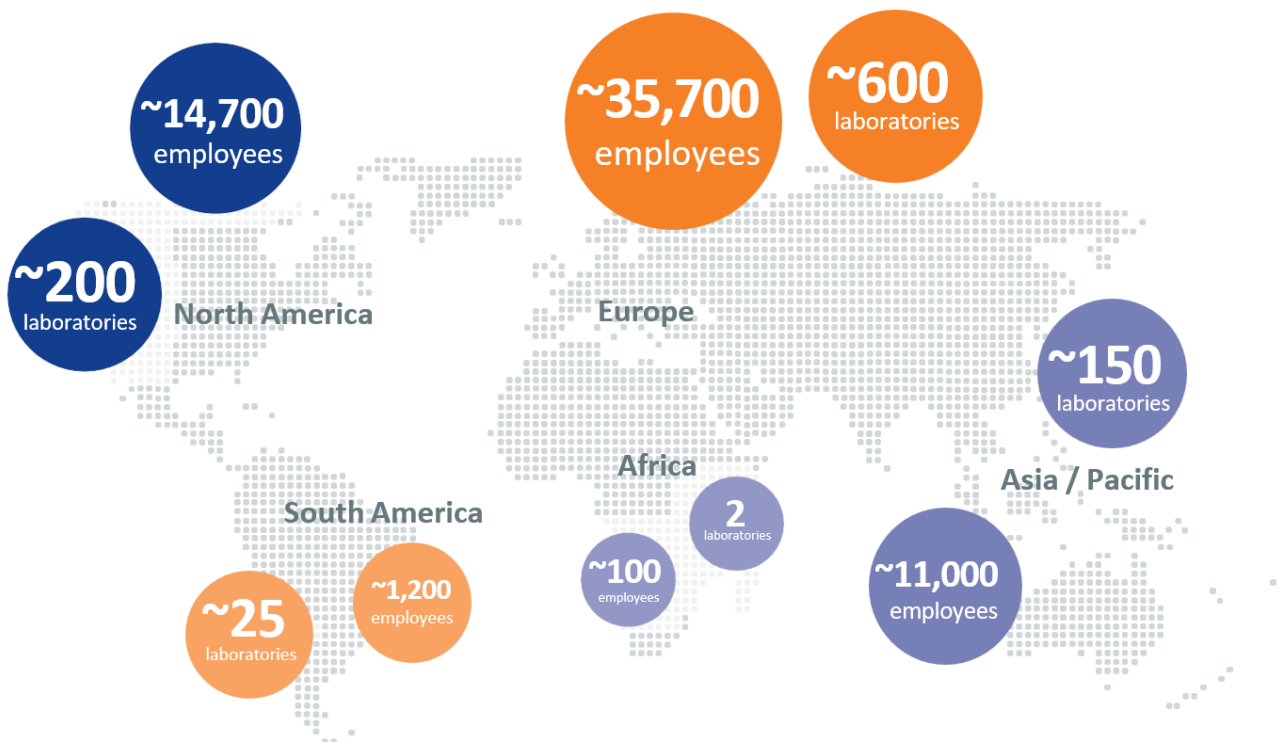 ~14,700
employees
~200
laboratories
North America
~35,700
employees
~600
laboratories
Europe
~150
laboratories
Asia / Pacific
~11,000
employees
Africa
2
laboratories
~100
employees
South America
~25
laboratories
~1,200
employees